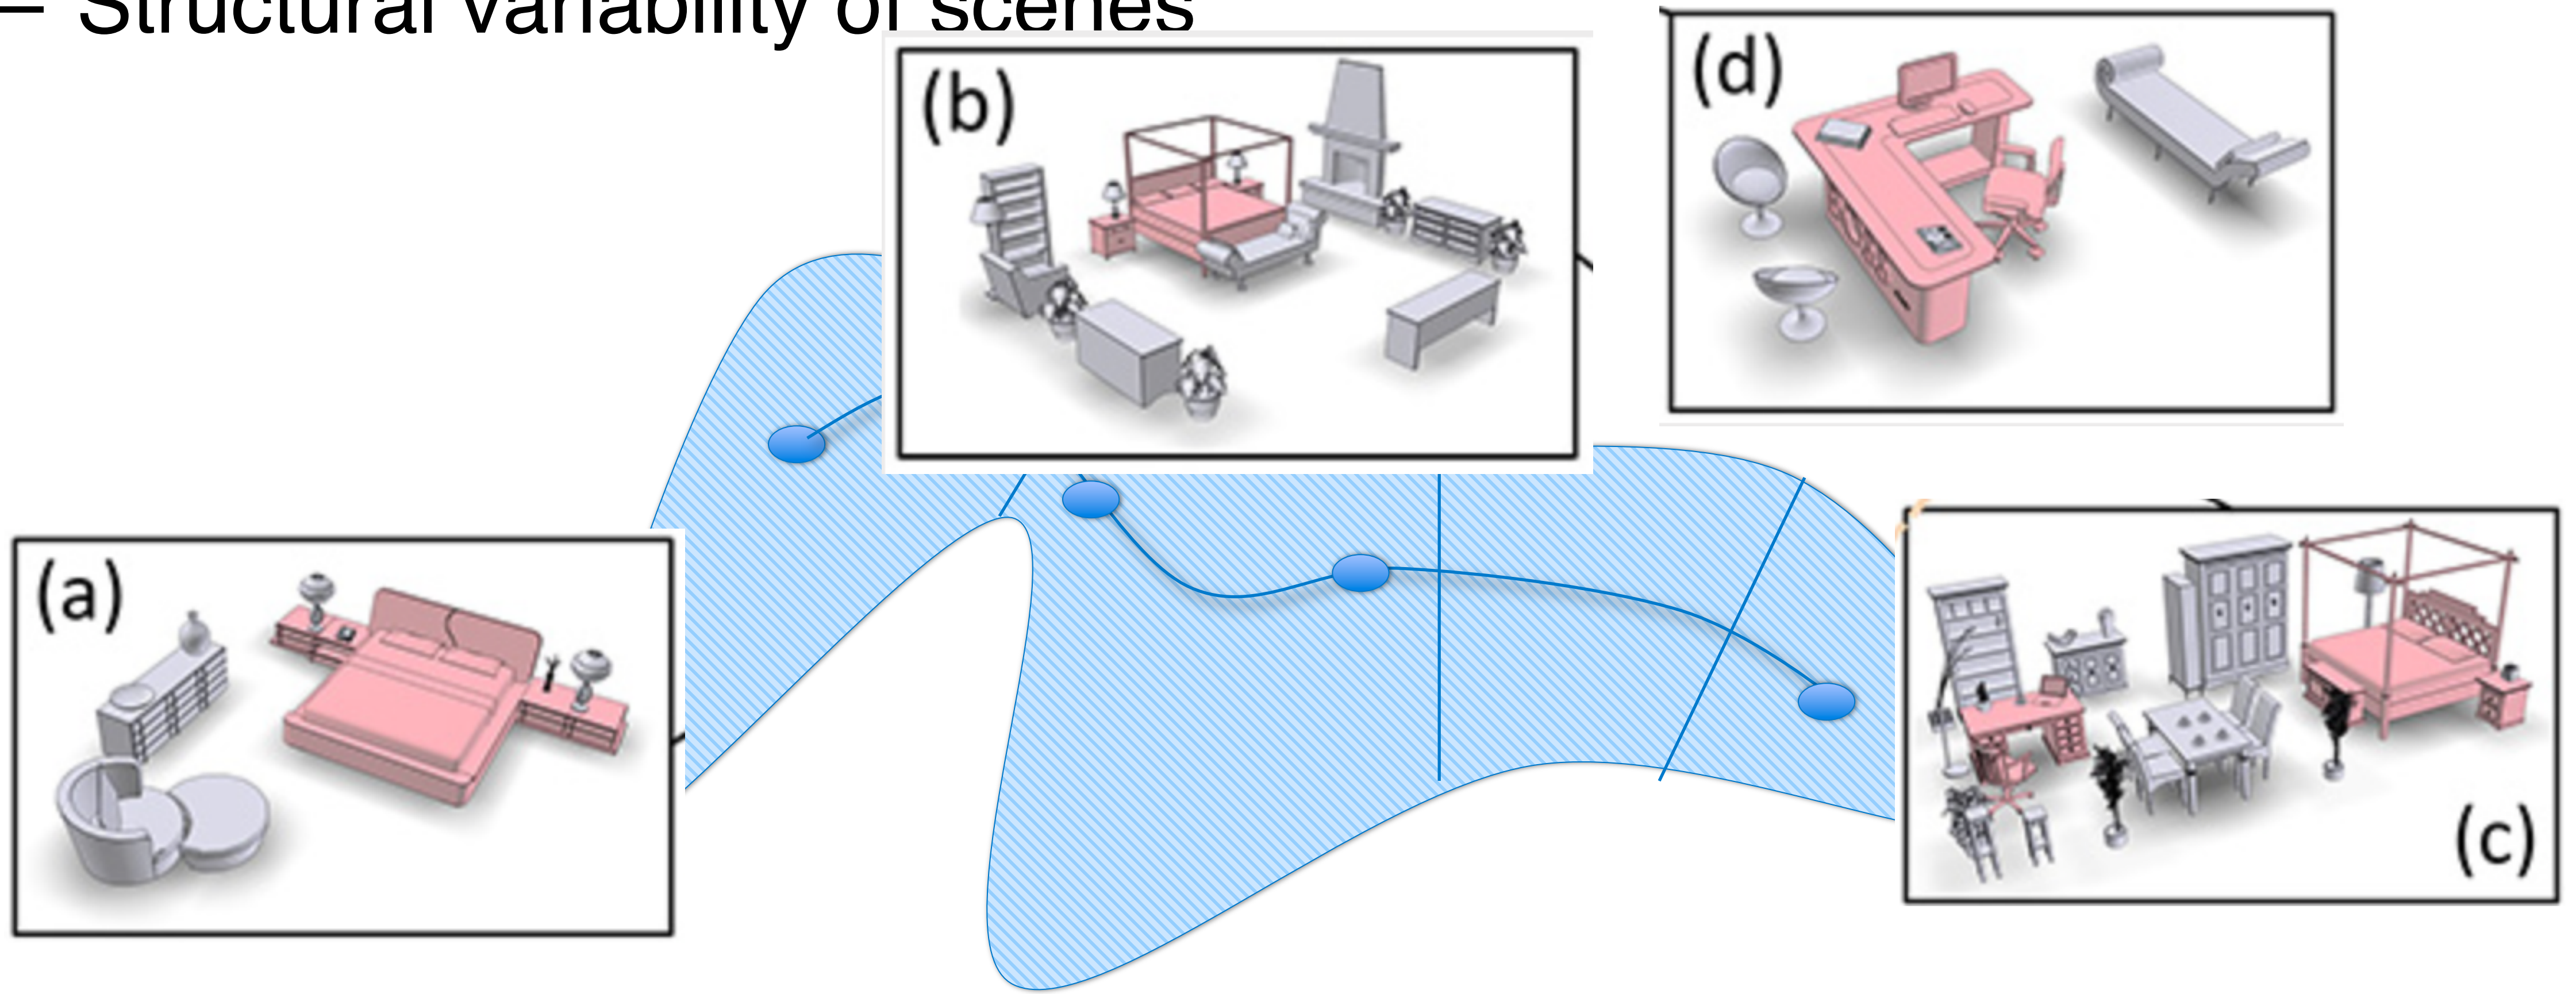 – Structural variability of scenes
(b)
(d)
(a)
(c)